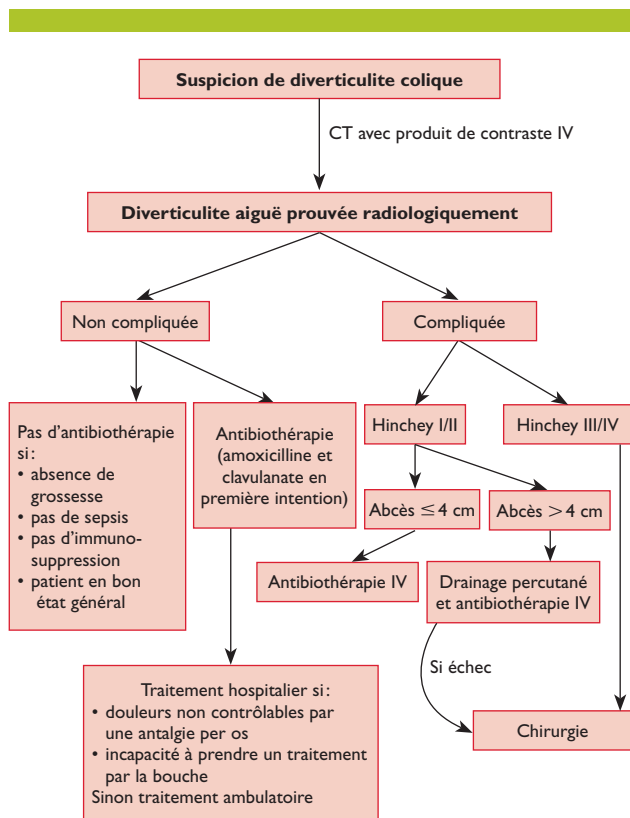 Suspicion de diverticulite colique
CT avec produit de contraste IV
Diverticulite aiguë prouvée radiologiquement
Non compliquée
Compliquée
Pas d'antibiothérapie
si :
• absence de
grossesse
• pas de sepsis
• pas d'immuno-
suppression
• patient en bon
état général
Antibiothérapie
(amoxicilline et
clavulanate en
première intention)
Hinchey I/II
Hinchey III/IV
Abcès ≤ 4 cm
Abcès > 4 cm
Antibiothérapie IV
Drainage percutané
et antibiothérapie IV
Si échec
Traitement hospitalier si :
• douleurs non contrôlables par
une antalgie per os
• incapacité à prendre un traitement
par la bouche
Sinon traitement ambulatoire
Chirurgie